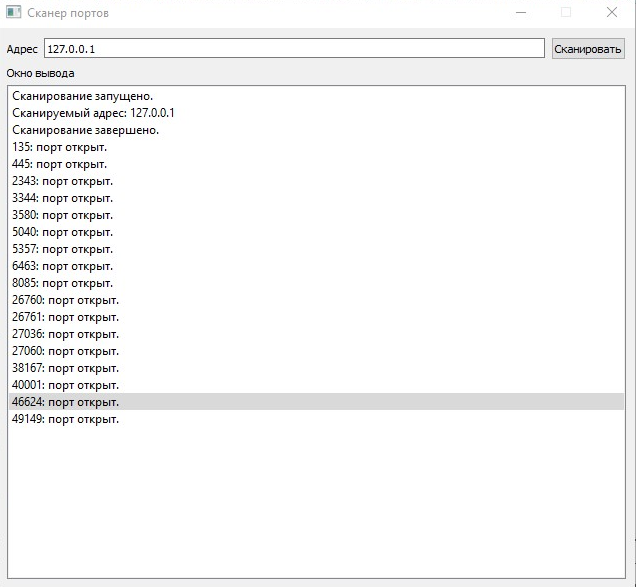 Сканер портов
Адрес 127.0.0.1 Сканировать
Окно вывода
Сканирование запущено.
Сканируемый адрес: 127.0.0.1
Сканирование завершено.
135: порт открыт.
445: порт открыт.
2343: порт открыт.
3344: порт открыт.
3580: порт открыт.
5040: порт открыт.
5357: порт открыт.
6463: порт открыт.
8085: порт открыт.
26760: порт открыт.
26761: порт открыт.
27036: порт открыт.
27060: порт открыт.
38167: порт открыт.
40001: порт открыт.
46624: порт открыт.
49149: порт открыт.